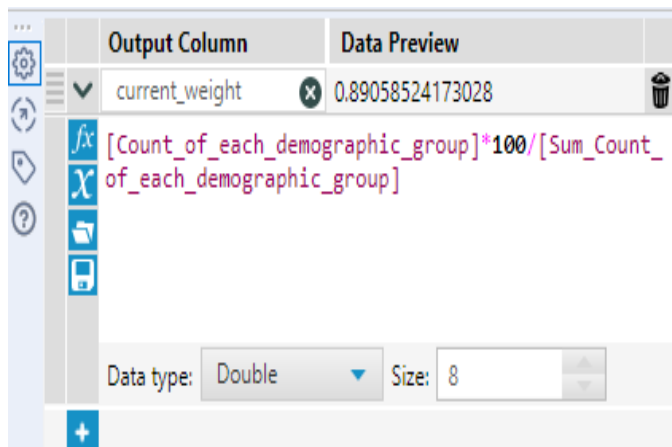 Output Column Data Preview
current_weight 0.89058524173028
[Count_of_each_demographic_group]*100/[Sum_Count_
of_each_demographic_group]
Data type: Double Size: 8